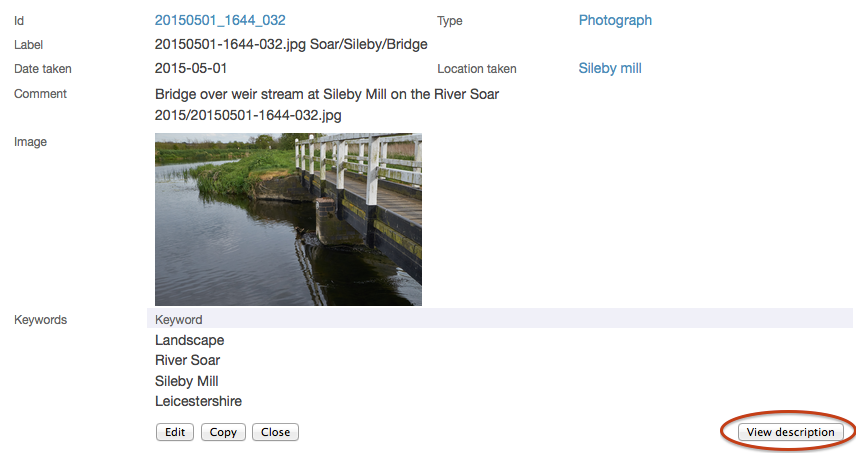 Id 20150501_1644_032 Type Photograph
Label 20150501-1644-032.jpg Soar/Sileby/Bridge
Date taken 2015-05-01 Location taken Sileby mill
Comment Bridge over weir stream at Sileby Mill on the River Soar
2015/20150501-1644-032.jpg
Image
Keywords Keyword
Landscape
River Soar
Sileby Mill
Leicestershire
Edit Copy Close View description